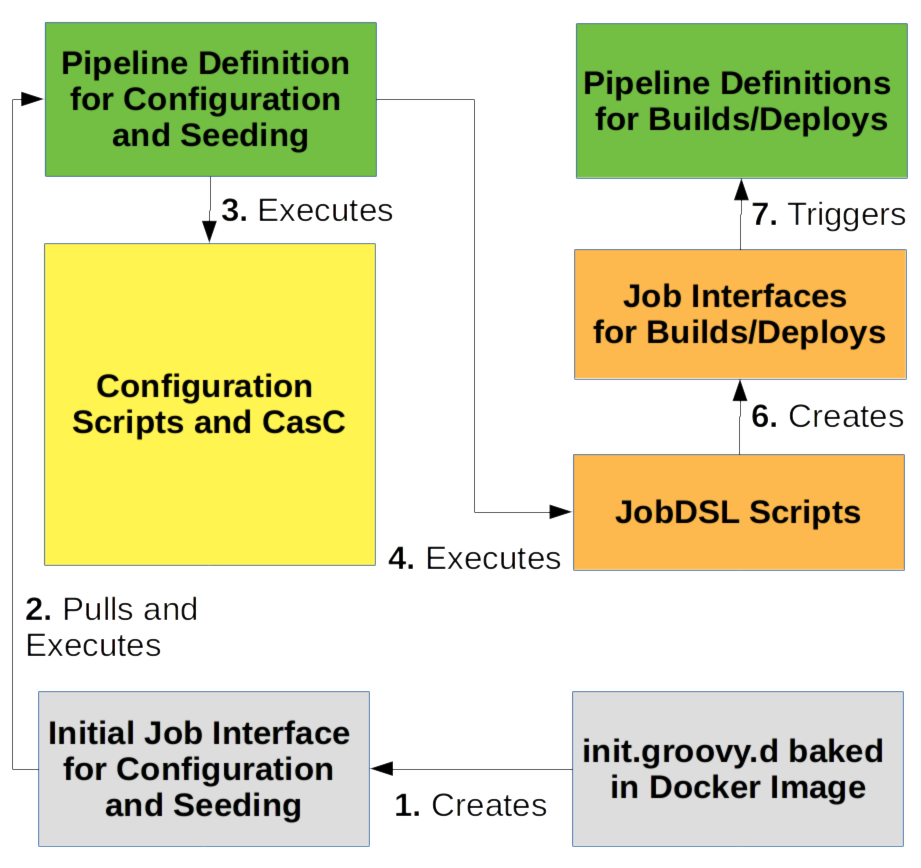 Pipeline Definition
for Configuration
and Seeding
Pipeline Definitions
for Builds/Deploys
3. Executes
7. Triggers
Job Interfaces
for Builds/Deploys
Configuration
Scripts and CasC
6. Creates
JobDSL Scripts
4. Executes
2. Pulls and
Executes
Initial Job Interface
for Configuration
and Seeding
init.groovy.d baked
in Docker Image
1. Creates